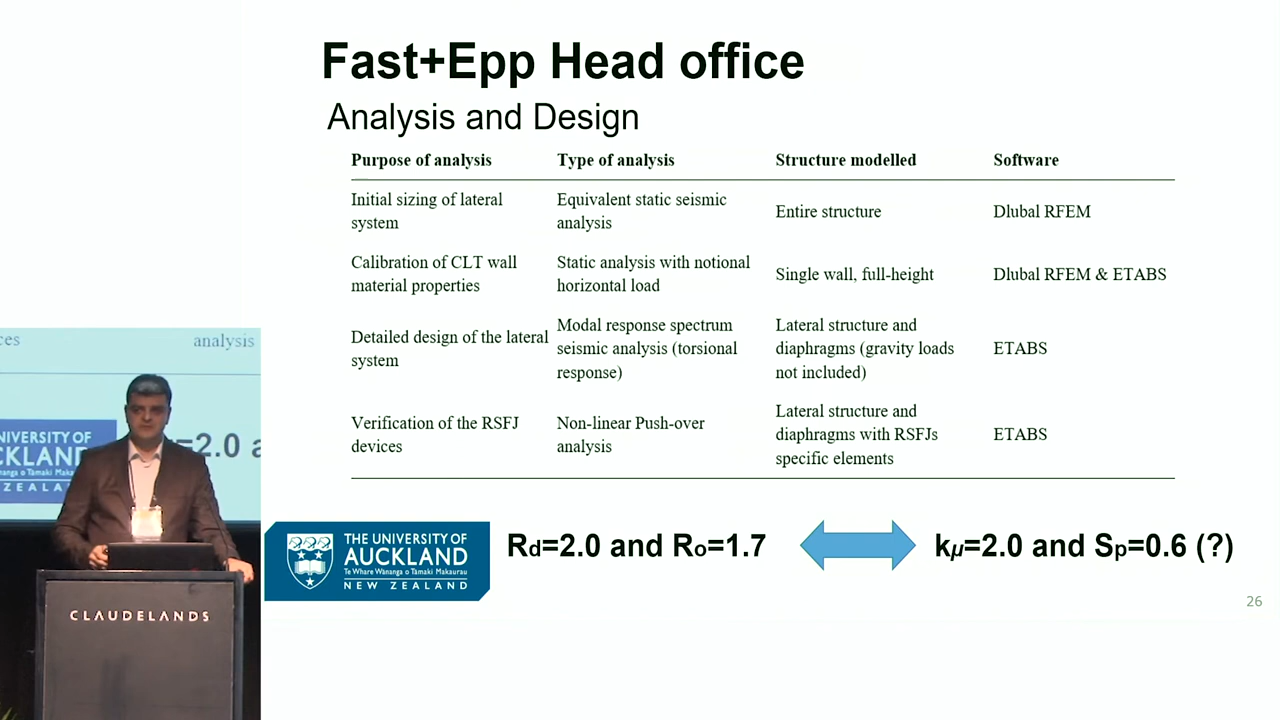 Fast+Epp Head office
Analysis and Design
Purpose of analysis Type of analysis Structure modelled Software
Initial sizing of lateral system Equivalent static seismic analysis Entire structure Dlubal RFEM
Calibration of CLT wall material properties Static analysis with notional horizontal load Single wall, full-height Dlubal RFEM & ETABS
Detailed design of the lateral system Modal response spectrum seismic analysis (torsional response) Lateral structure and diaphragms (gravity loads not included) ETABS
Verification of the RSFJ devices Non-linear Push-over analysis Lateral structure and diaphragms with RSFJs specific elements ETABS
THE UNIVERSITY OF
AUCKLAND
Te Whare Wānanga o Tāmaki Makaurau
NEW ZEALAND
Rd=2.0 and Ro=1.7
kμ=2.0 and Sp=0.6 (?)
26
ces analysis
NIVERSITY OF
CKLAN
ZEALA
=2.0 a
CLAUDELANDS